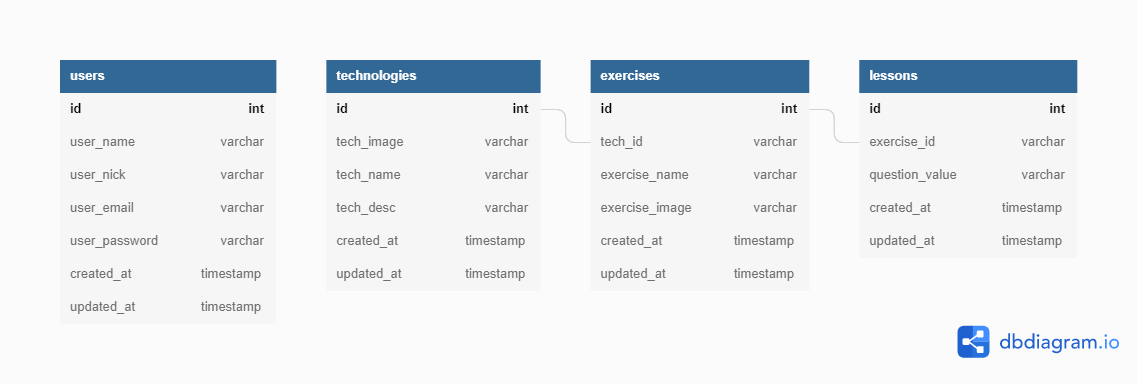 users
id int
user_name varchar
user_nick varchar
user_email varchar
user_password varchar
created_at timestamp
updated_at timestamp
technologies
id int
tech_image varchar
tech_name varchar
tech_desc varchar
created_at timestamp
updated_at timestamp
exercises
id int
tech_id varchar
exercise_name varchar
exercise_image varchar
created_at timestamp
updated_at timestamp
lessons
id int
exercise_id varchar
question_value varchar
created_at timestamp
updated_at timestamp
dbdiagram.io